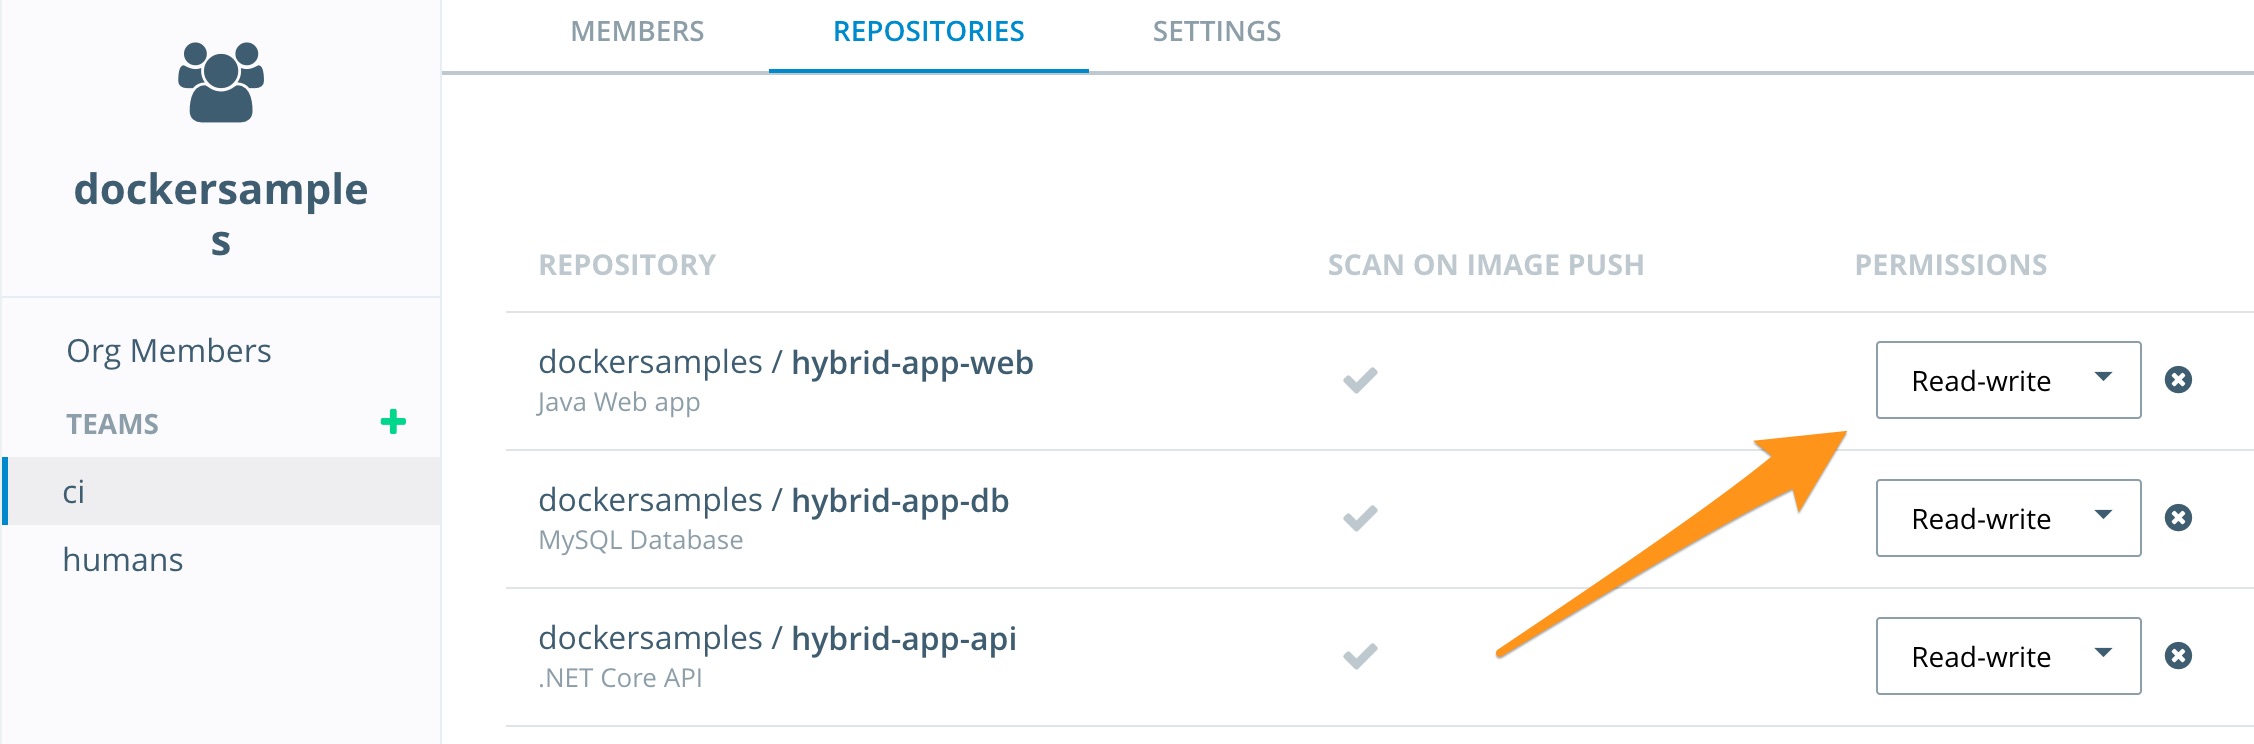 MEMBERS REPOSITORIES SETTINGS
dockersample
s
Org Members
TEAMS
ci
humans
REPOSITORY SCAN ON IMAGE PUSH PERMISSIONS
dockersamples / hybrid-app-web
Java Web app
Read-write
dockersamples / hybrid-app-db
MySQL Database
Read-write
dockersamples / hybrid-app-api
.NET Core API
Read-write